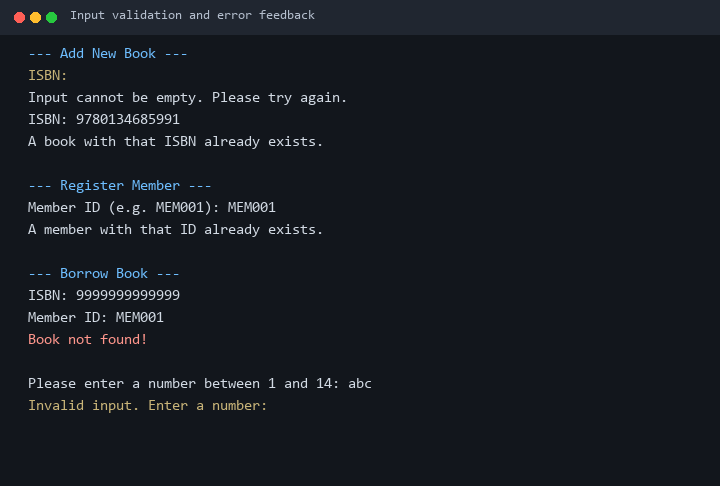 Input validation and error feedback
--- Add New Book ---
ISBN:
Input cannot be empty. Please try again.
ISBN: 9780134685991
A book with that ISBN already exists.
--- Register Member ---
Member ID (e.g. MEM001): MEM001
A member with that ID already exists.
--- Borrow Book ---
ISBN: 9999999999999
Member ID: MEM001
Book not found!
Please enter a number between 1 and 14: abc
Invalid input. Enter a number: